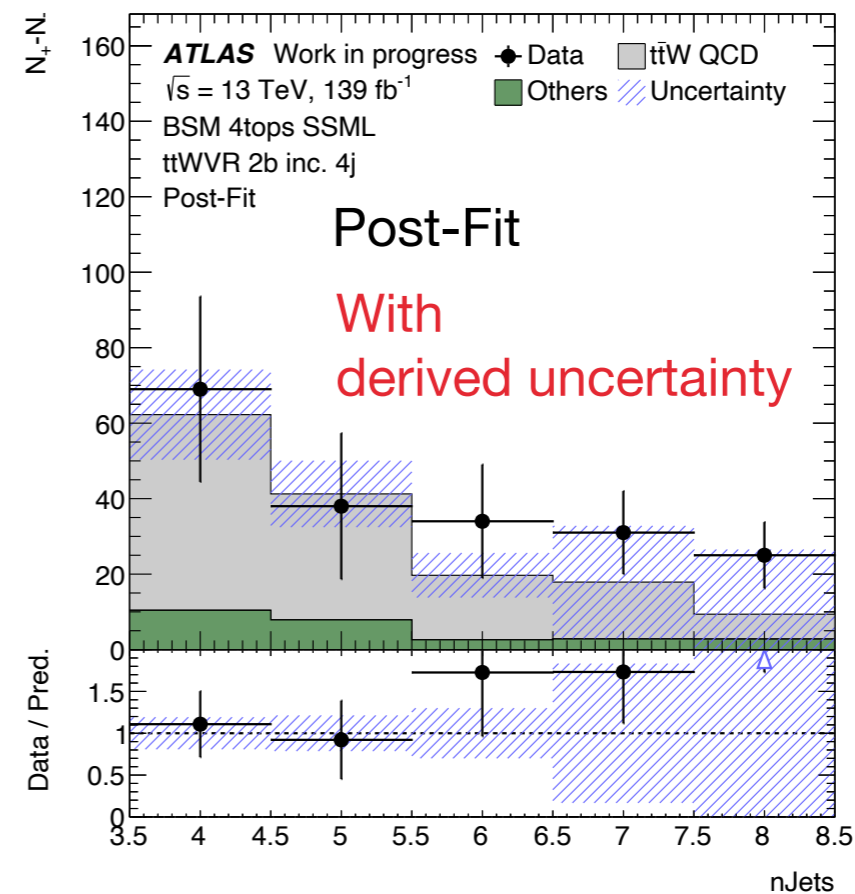 N₊-N₋
160
140
120
100
80
60
40
20
0
ATLAS Work in progress
√s = 13 TeV, 139 fb⁻¹
BSM 4tops SSML
ttWVR 2b inc. 4j
Post-Fit
Data
tt̄W QCD
Others
Uncertainty
Post-Fit
With
derived uncertainty
Data / Pred.
1.5
1
0.5
0
3.5 4 4.5 5 5.5 6 6.5 7 7.5 8 8.5
nJets